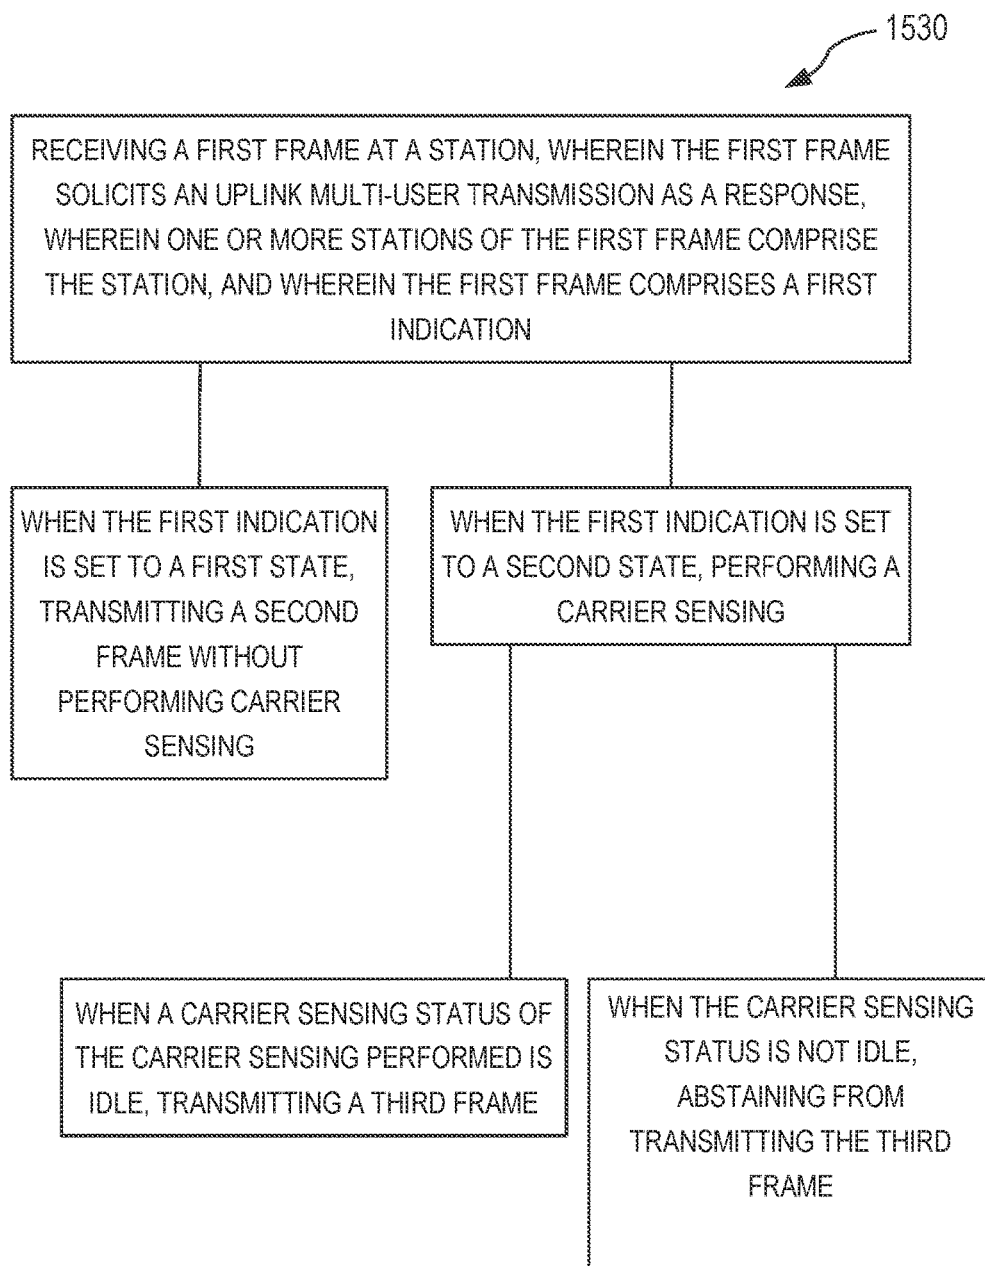 1530
RECEIVING A FIRST FRAME AT A STATION, WHEREIN THE FIRST FRAME
SOLICITS AN UPLINK MULTI-USER TRANSMISSION AS A RESPONSE,
WHEREIN ONE OR MORE STATIONS OF THE FIRST FRAME COMPRISE
THE STATION, AND WHEREIN THE FIRST FRAME COMPRISES A FIRST
INDICATION
WHEN THE FIRST INDICATION
IS SET TO A FIRST STATE,
TRANSMITTING A SECOND
FRAME WITHOUT
PERFORMING CARRIER
SENSING
WHEN THE FIRST INDICATION IS SET
TO A SECOND STATE, PERFORMING A
CARRIER SENSING
WHEN A CARRIER SENSING STATUS OF
THE CARRIER SENSING PERFORMED IS
IDLE, TRANSMITTING A THIRD FRAME
WHEN THE CARRIER SENSING
STATUS IS NOT IDLE,
ABSTAINING FROM
TRANSMITTING THE THIRD
FRAME